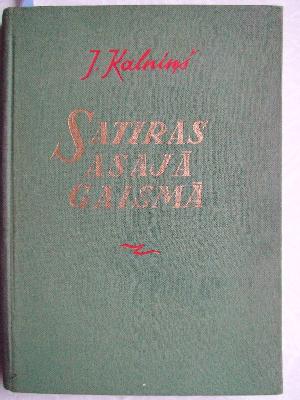 J. Kalniņš
SATĪRAS
ASAJĀ
GAISMĀ